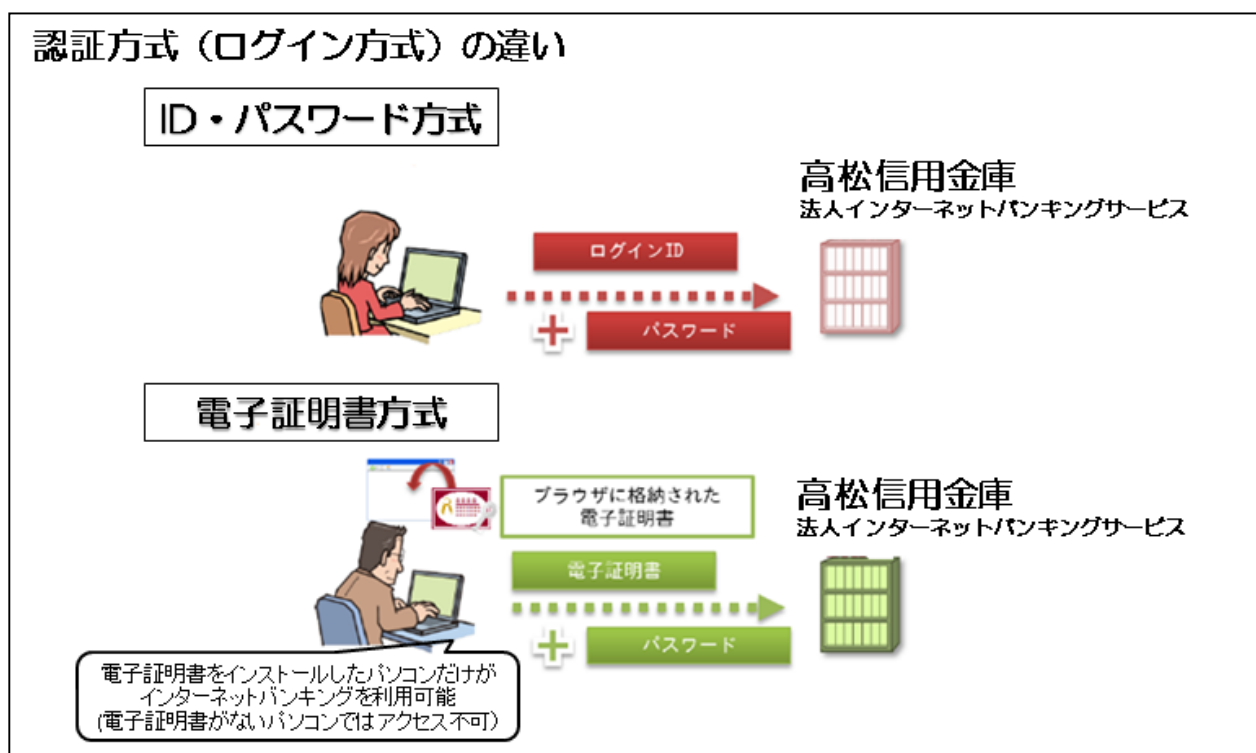 認証方式（ログイン方式）の違い
ID・パスワード方式
高松信用金庫
法人インターネットバンキングサービス
ログインID
パスワード
電子証明書方式
ブラウザに格納された
電子証明書
高松信用金庫
法人インターネットバンキングサービス
電子証明書
パスワード
電子証明書をインストールしたパソコンだけが
インターネットバンキングを利用可能
(電子証明書がないパソコンではアクセス不可)